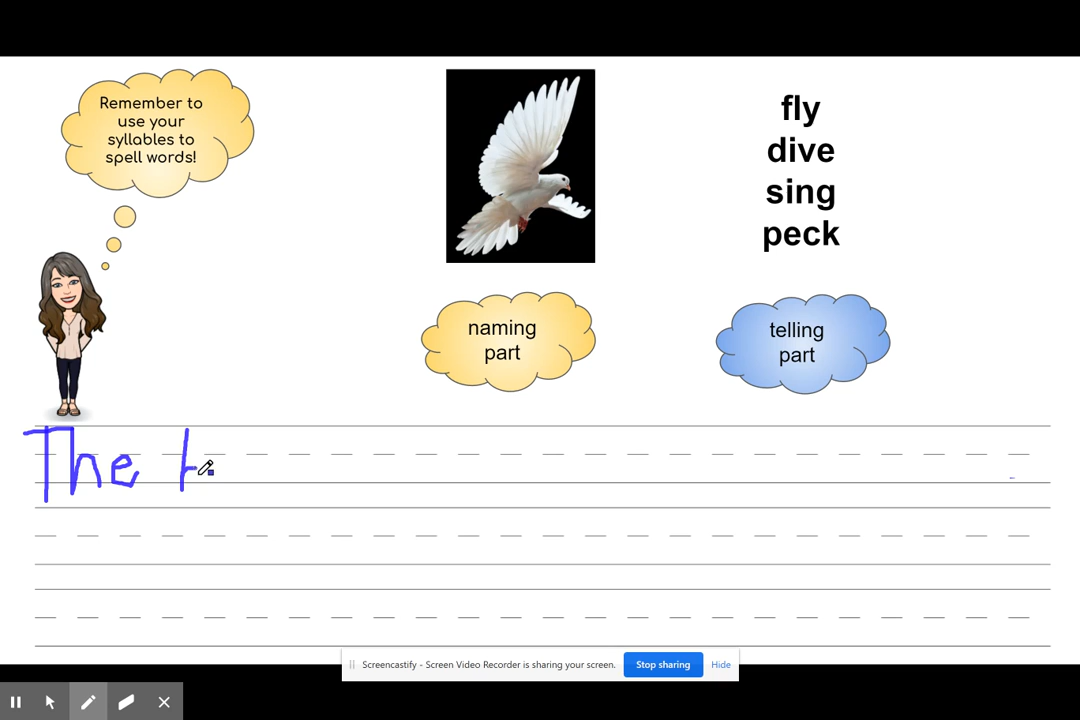 Remember to
use your
syllables to
spell words!
fly
dive
sing
peck
naming
part
telling
part
The
Screencastify - Screen Video Recorder is sharing your screen.
Stop sharing
Hide